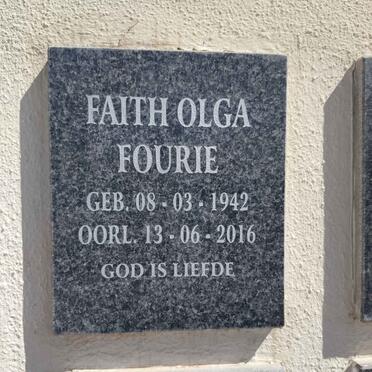 FAITH OLGA
FOURIE
GEB. 08 - 03 - 1942
OORL. 13 - 06 - 2016
GOD IS LIEFDE